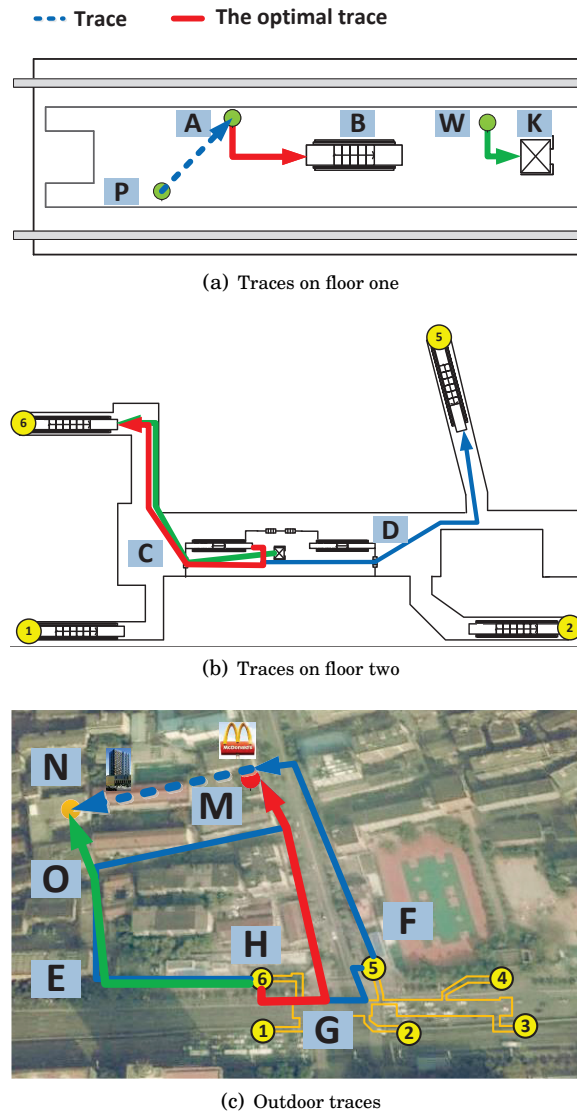 Trace The optimal trace
A B W K
P
(a) Traces on floor one
5
6
C D
1 2
(b) Traces on floor two
McDonald's
N
M
O
F
H
E 6 5 4
G
1 2 3
(c) Outdoor traces